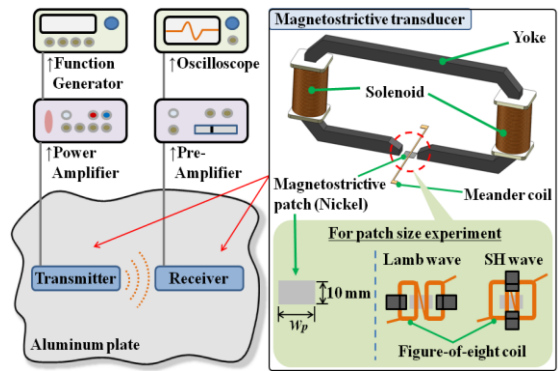 ↑Function
Generator
↑Oscilloscope
↑Power
Amplifier
↑Pre-
Amplifier
Transmitter
Receiver
Aluminum plate
Magnetostrictive transducer
Yoke
Solenoid
Magnetostrictive
patch (Nickel)
Meander coil
For patch size experiment
Lamb wave
SH wave
10 mm
Wp
Figure-of-eight coil